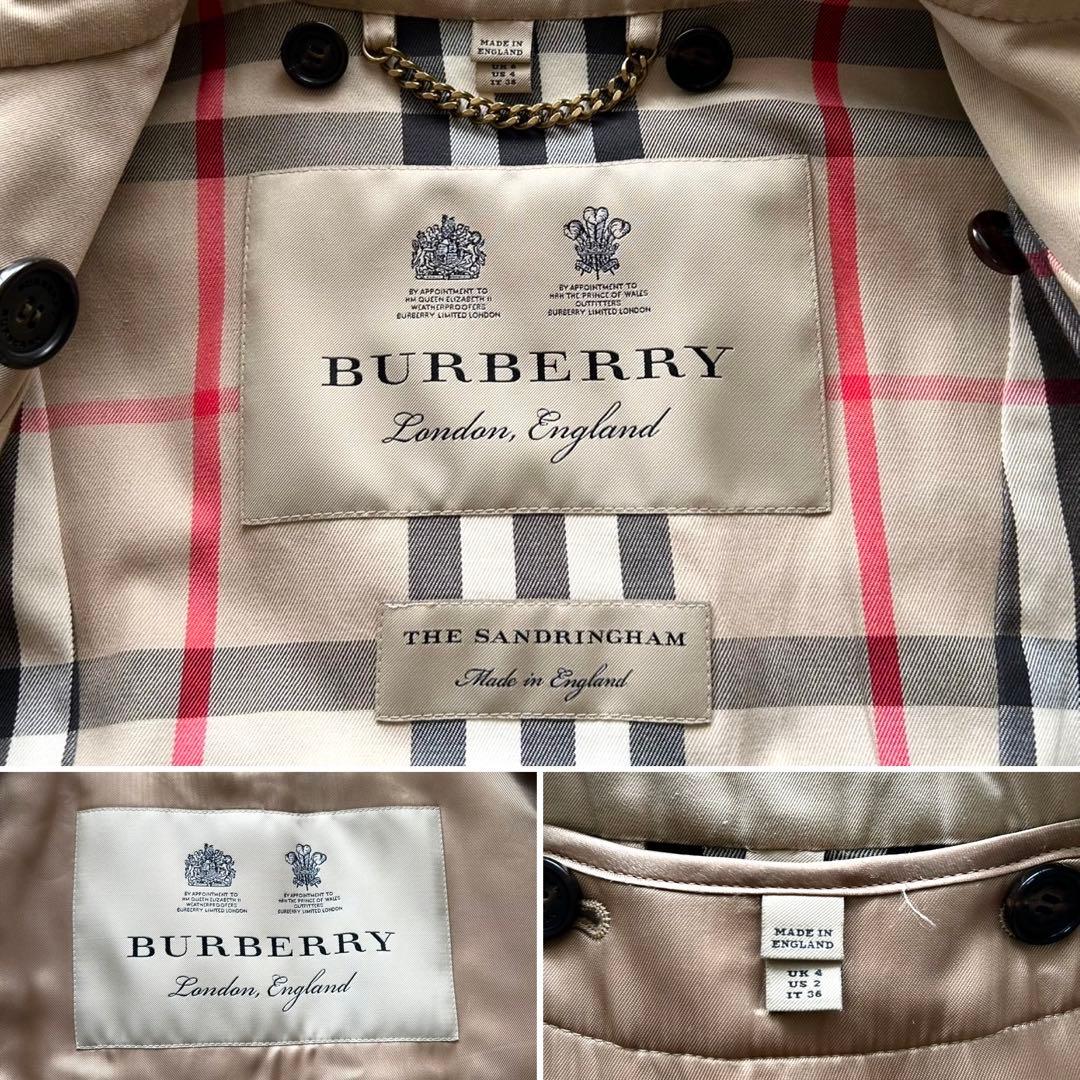 MADE IN
ENGLAND
UK 6
US 4
IT 38
BY APPOINTMENT TO
HM QUEEN ELIZABETH II
WEATHERPROOFERS
BURBERRY LIMITED LONDON
BY APPOINTMENT TO
HRH THE PRINCE OF WALES
OUTFITTERS
BURBERRY LIMITED LONDON
BURBERRY
London, England
THE SANDRINGHAM
Made in England
BY APPOINTMENT TO
HM QUEEN ELIZABETH II
WEATHERPROOFERS
BURBERRY LIMITED LONDON
BY APPOINTMENT TO
HRH THE PRINCE OF WALES
OUTFITTERS
BURBERRY LIMITED LONDON
BURBERRY
London, England
MADE IN
ENGLAND
UK 4
US 2
IT 36